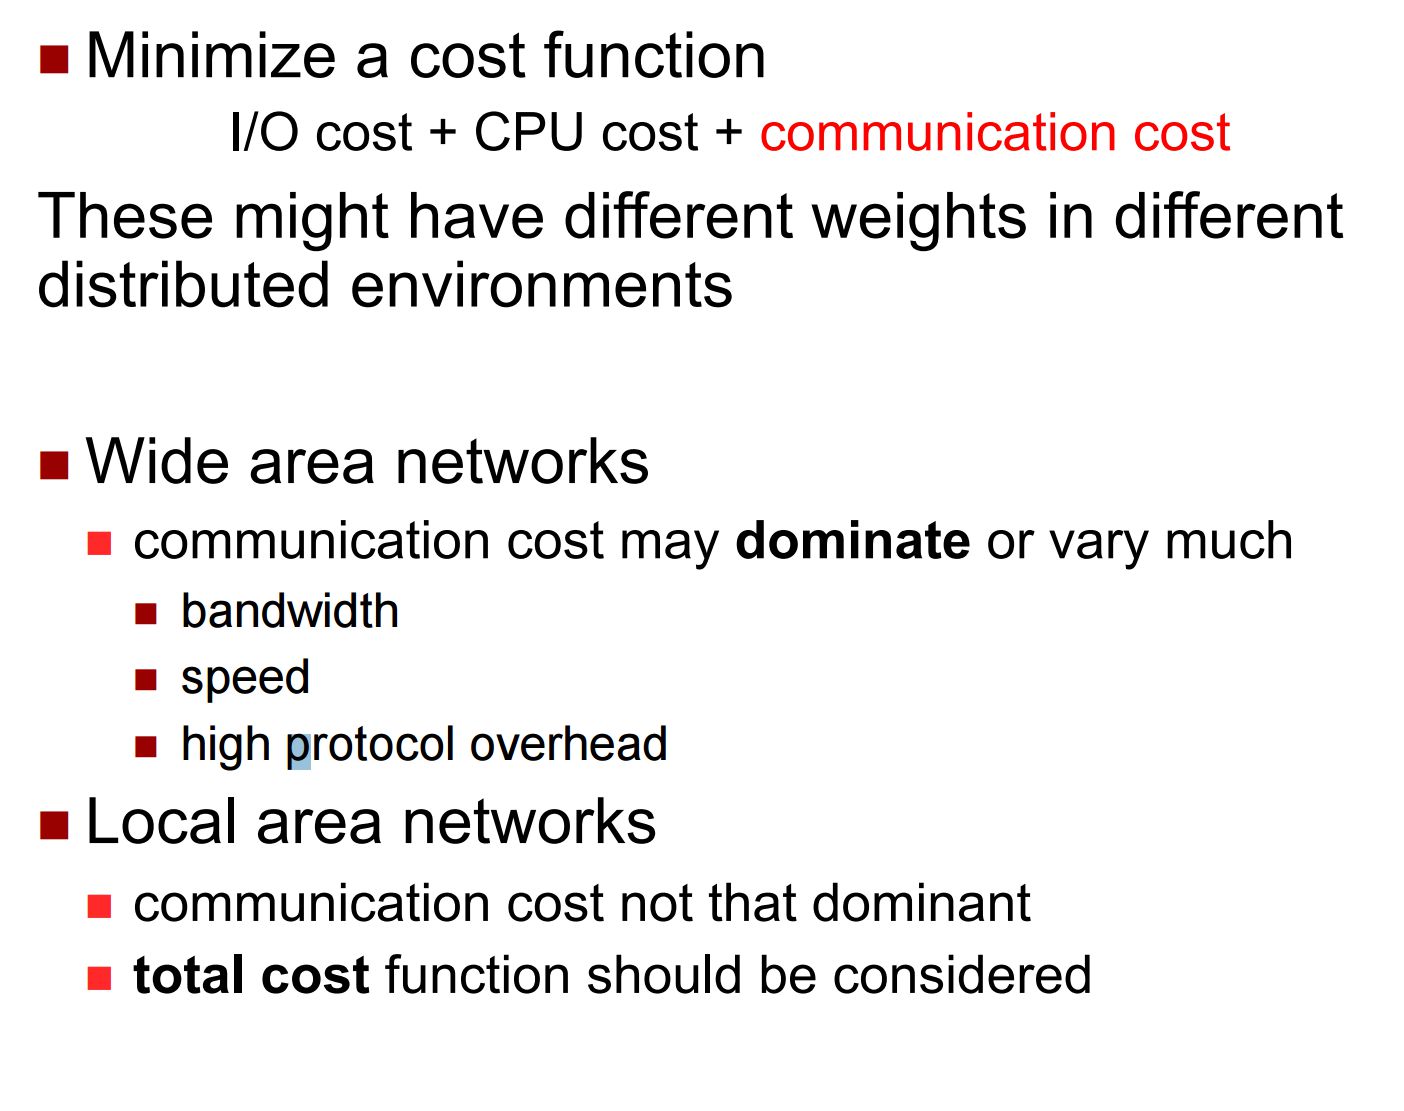 Minimize a cost function
I/O cost + CPU cost + communication cost
These might have different weights in different
distributed environments
Wide area networks
communication cost may dominate or vary much
bandwidth
speed
high protocol overhead
Local area networks
communication cost not that dominant
total cost function should be considered